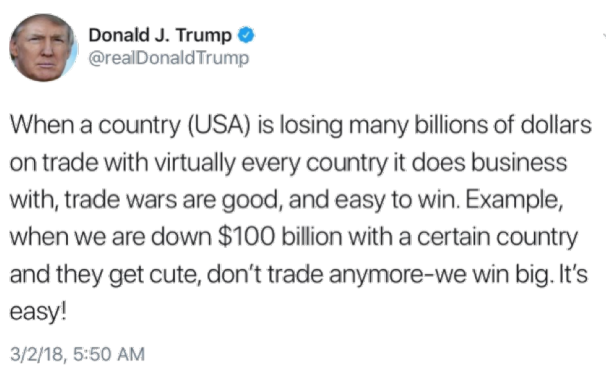 Donald J. Trump
@realDonaldTrump
When a country (USA) is losing many billions of dollars
on trade with virtually every country it does business
with, trade wars are good, and easy to win. Example,
when we are down $100 billion with a certain country
and they get cute, don’t trade anymore-we win big. It’s
easy!
3/2/18, 5:50 AM